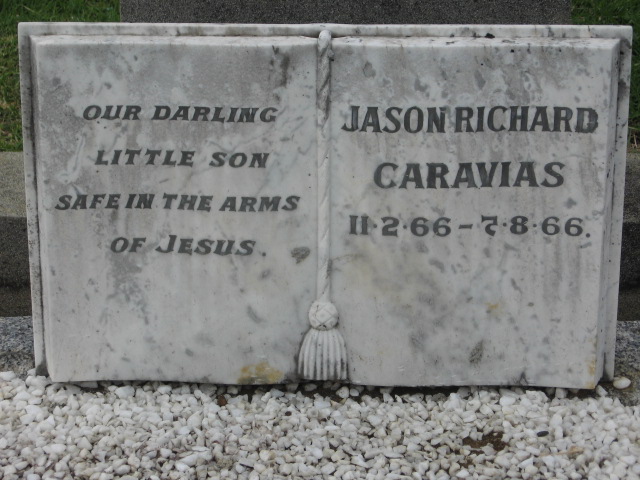 OUR DARLING
LITTLE SON
SAFE IN THE ARMS
OF JESUS.
JASON RICHARD
CARAVIAS
11·2·66–7·8·66.